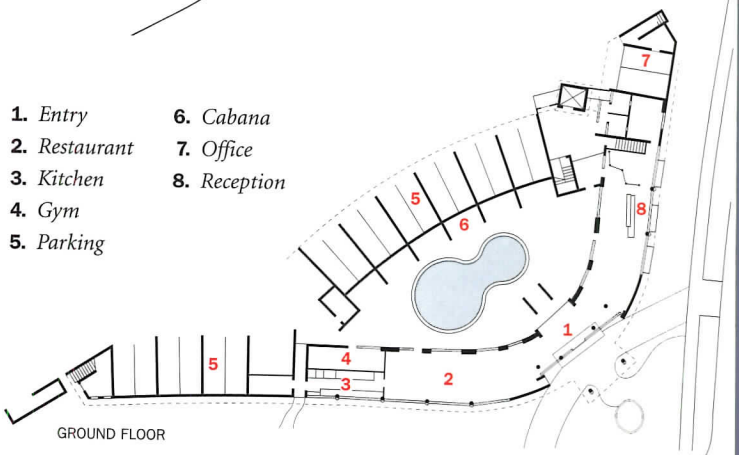 1. Entry
2. Restaurant
3. Kitchen
4. Gym
5. Parking
6. Cabana
7. Office
8. Reception
7
5
6
8
1
5
4
3
2
GROUND FLOOR